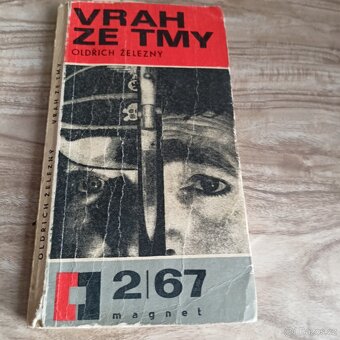 VRAH
ZE TMY
OLDŘICH ŽELEZNÝ
OLDŘICH ŽELEZNÝ VRAH ZE TMY
2|67
magnet